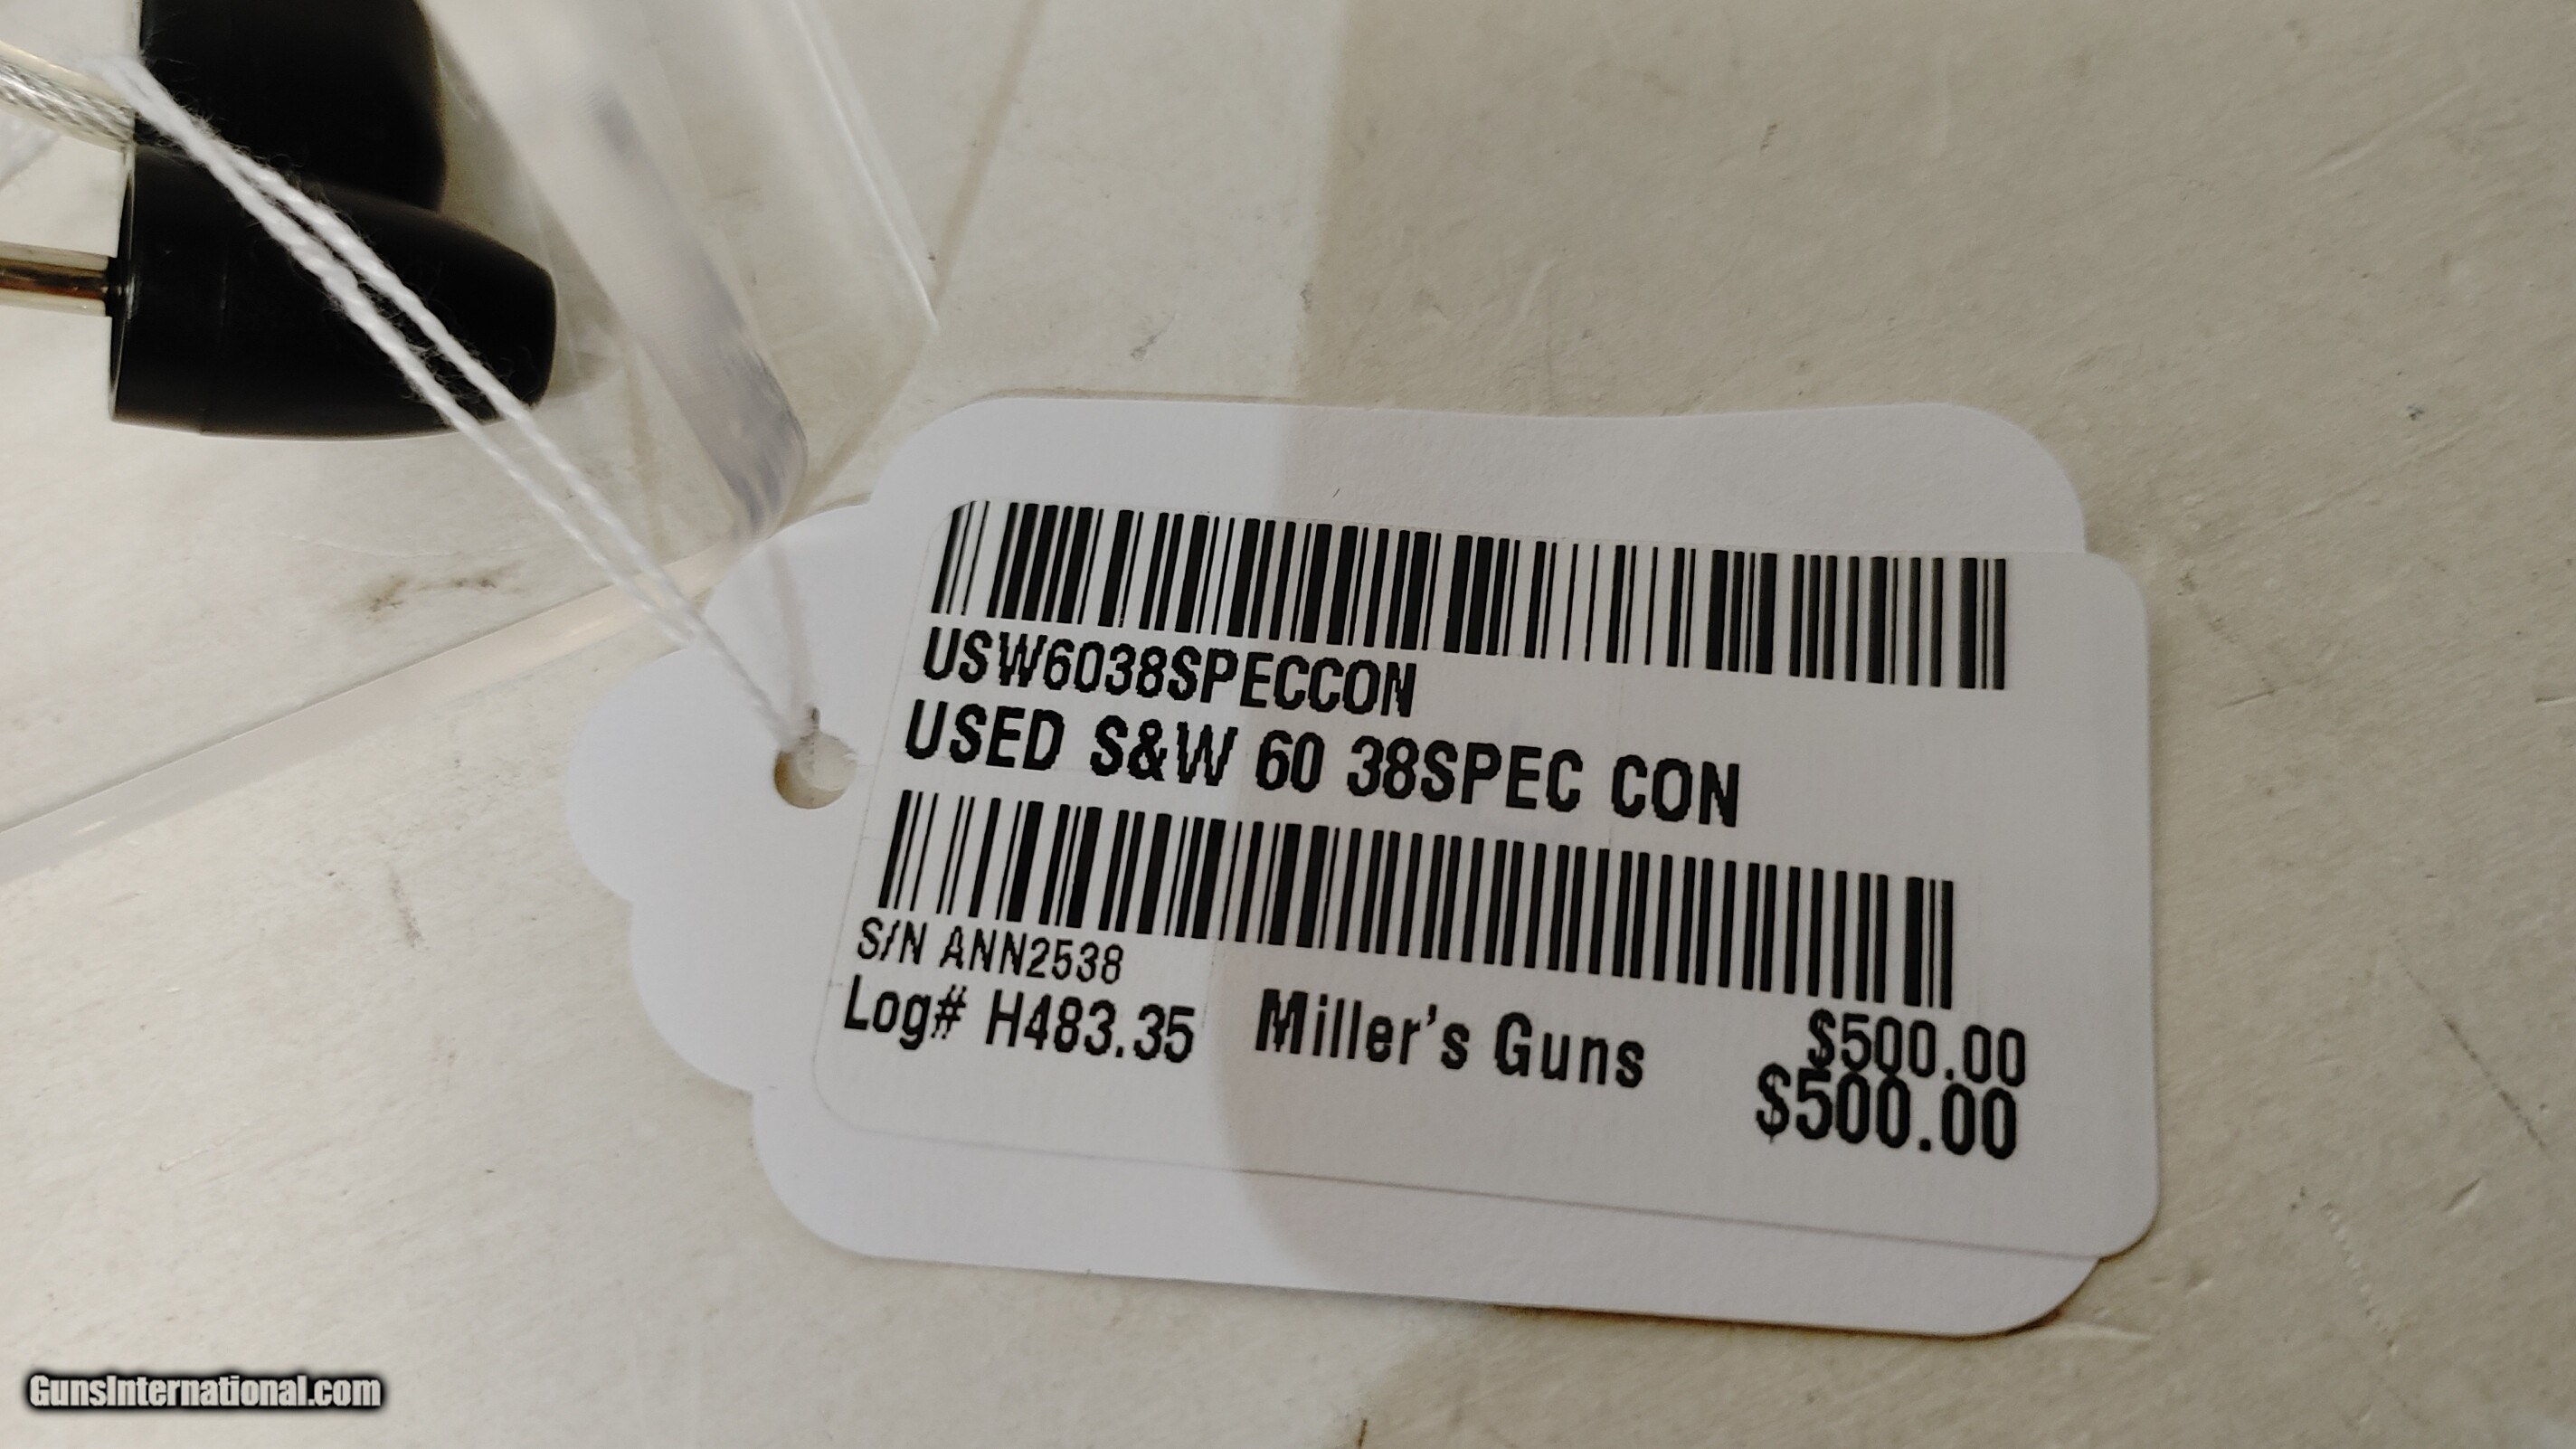 USW6038SPECCON
USED S&W 60 38SPEC CON
S/N ANN2538
Log# H483.35 Miller's Guns $500.00
$500.00
GunsInternational.com